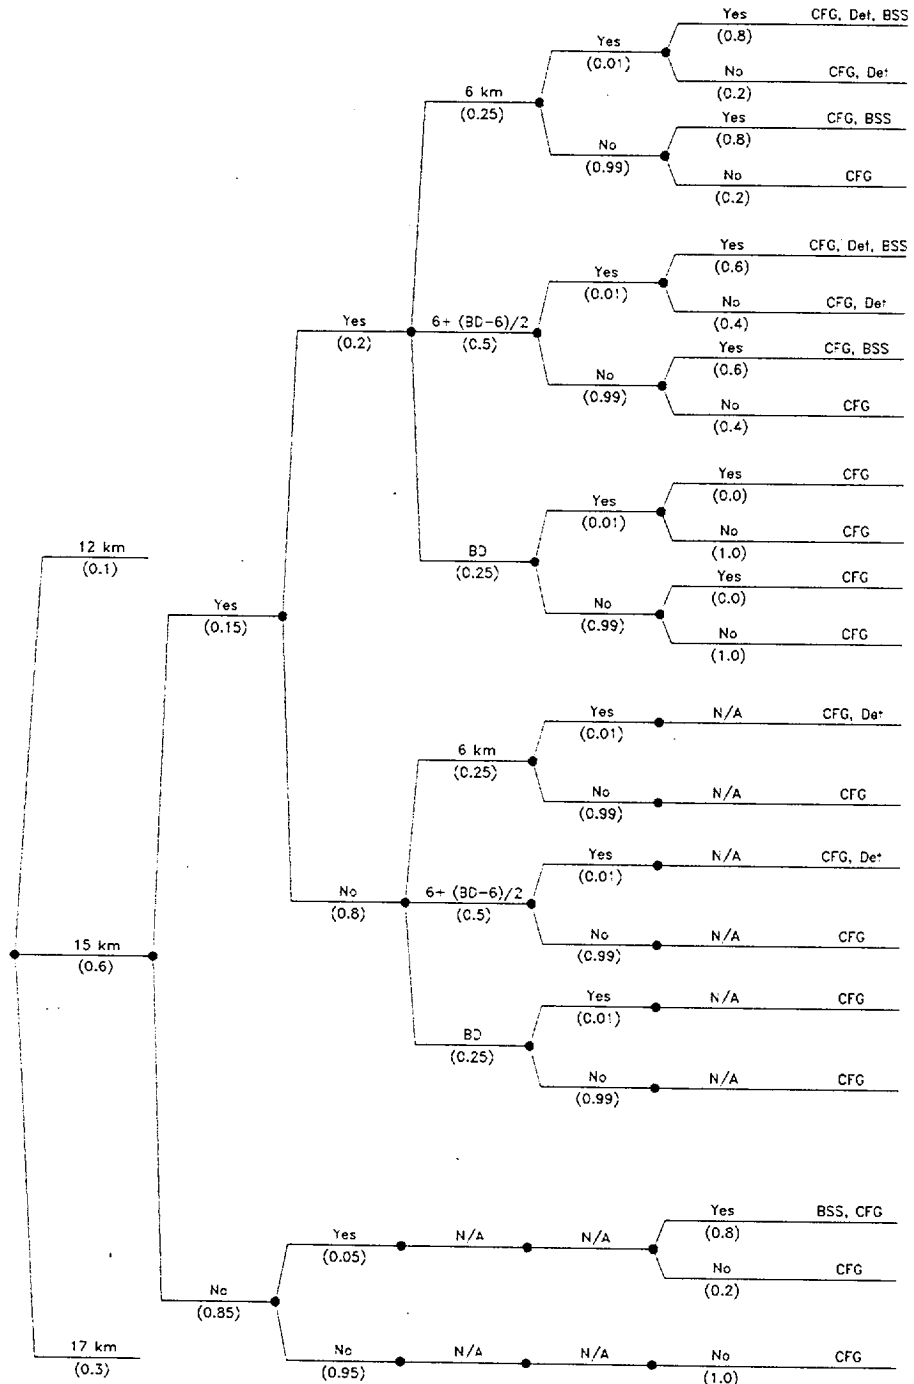 Yes CFG, Det, BSS
(0.8)
Yes
(0.01)
No CFG, Det
(0.2)
6 km
(0.25)
Yes CFG, BSS
(0.8)
No
(0.99)
No CFG
(0.2)
Yes CFG, Det, BSS
(0.6)
Yes
(0.01)
No CFG, Det
(0.4)
Yes
(0.2)
6+ (BD-6)/2
(0.5)
Yes CFG, BSS
(0.6)
No
(0.99)
No CFG
(0.4)
Yes CFG
(0.0)
Yes
(0.01)
No CFG
(1.0)
12 km
(0.1)
BD
(0.25)
Yes CFG
(0.0)
Yes
(0.15)
No
(0.99)
No CFG
(1.0)
Yes N/A CFG, Det
(0.01)
6 km
(0.25)
No N/A CFG
(0.99)
Yes N/A CFG, Det
(0.01)
No
(0.8)
6+ (BD-6)/2
(0.5)
No N/A CFG
(0.99)
15 km
(0.6)
Yes N/A CFG
(0.01)
BD
(0.25)
No N/A CFG
(0.99)
Yes BSS, CFG
(0.8)
Yes N/A N/A
(0.05)
No CFG
(0.2)
No
(0.85)
17 km
(0.3)
No N/A N/A No CFG
(0.95) (1.0)